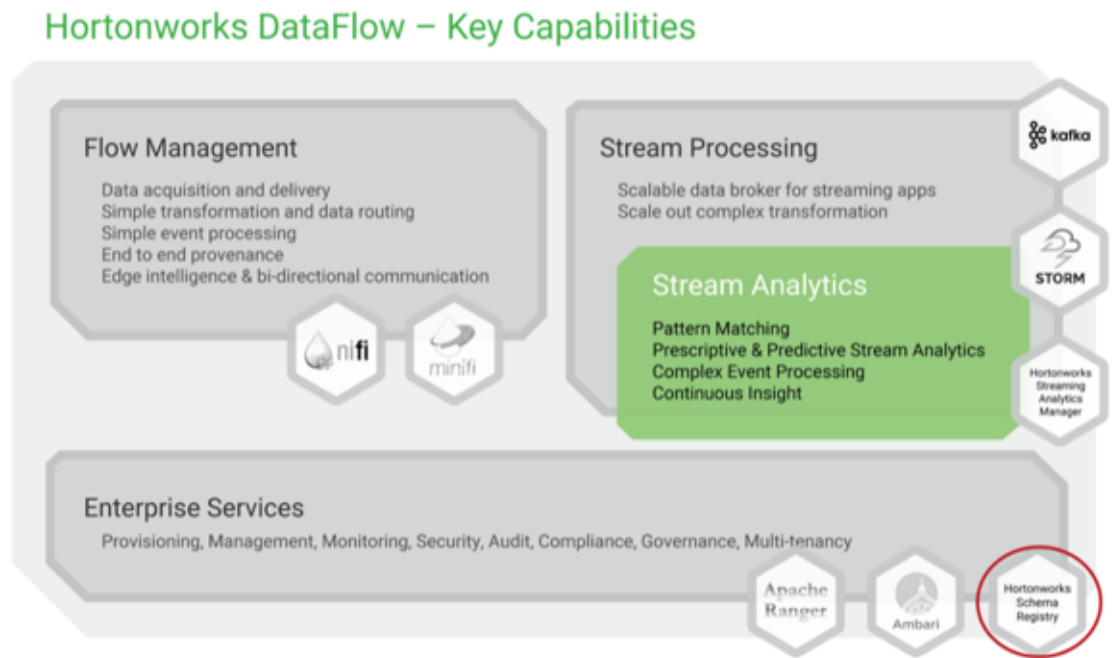 Hortonworks DataFlow – Key Capabilities
Flow Management
Data acquisition and delivery
Simple transformation and data routing
Simple event processing
End to end provenance
Edge intelligence & bi-directional communication
nifi
minifi
Stream Processing
Scalable data broker for streaming apps
Scale out complex transformation
kafka
STORM
Stream Analytics
Pattern Matching
Prescriptive & Predictive Stream Analytics
Complex Event Processing
Continuous Insight
Hortonworks
Streaming
Analytics
Manager
Enterprise Services
Provisioning, Management, Monitoring, Security, Audit, Compliance, Governance, Multi-tenancy
Apache
Ranger
Ambari
Hortonworks
Schema
Registry